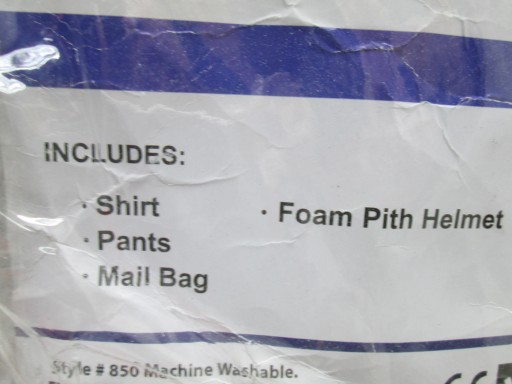 INCLUDES:
· Shirt
· Pants
· Mail Bag
· Foam Pith Helmet
Style # 850 Machine Washable.